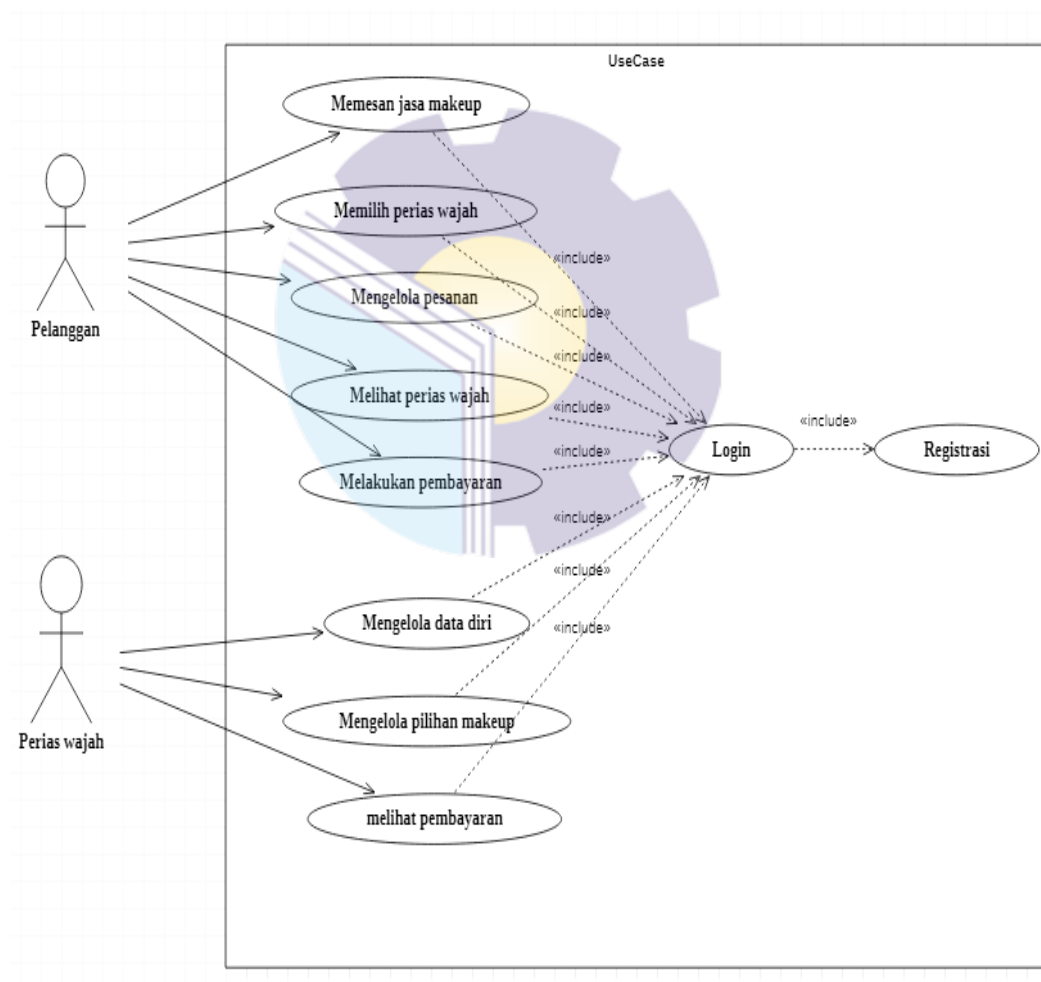 UseCase
Memesan jasa makeup
Memilih perias wajah
«include»
Mengelola pesanan
«include»
Pelanggan
«include»
Melihat perias wajah
«include»
«include»
Login
«include»
Registrasi
Melakukan pembayaran
«include»
«include»
Mengelola data diri
«include»
Mengelola pilihan makeup
Perias wajah
melihat pembayaran